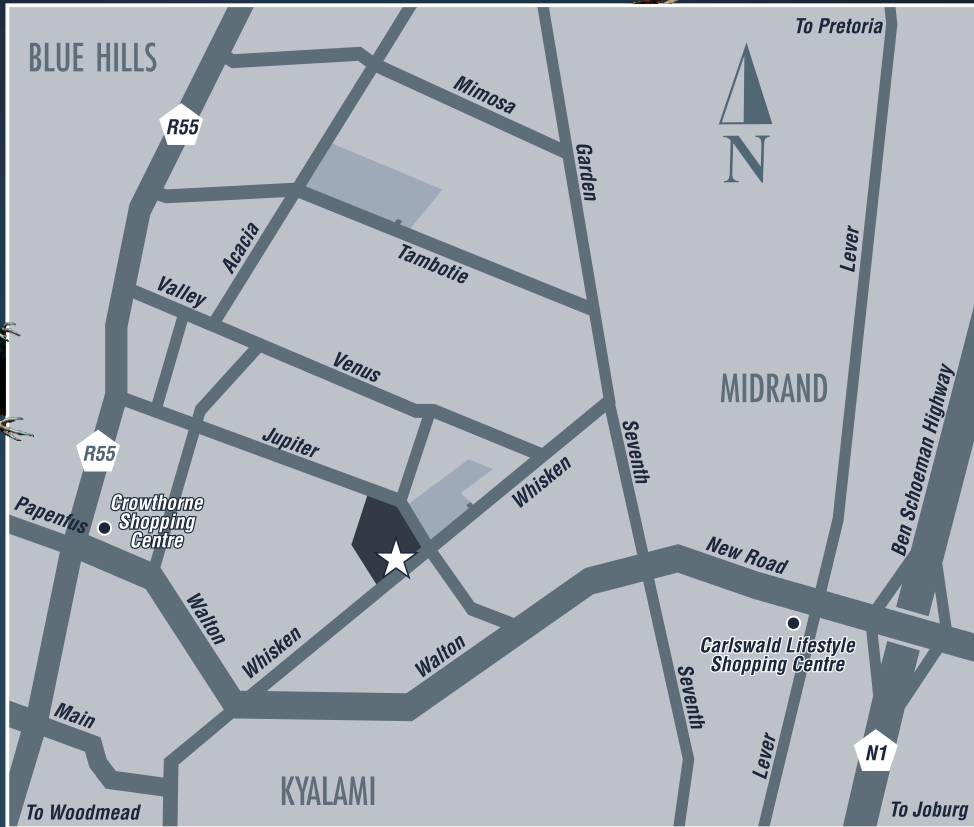 To Pretoria
BLUE HILLS
Mimosa
R55
N
Garden
Acacia
Lever
Tambotie
Valley
Venus
MIDRAND
Ben Schoeman Highway
Jupiter
Seventh
R55
Whisken
Crowthorne
Shopping
Centre
Papenfus
New Road
Walton
Whisken
Walton
Carlswald Lifestyle
Shopping Centre
Seventh
Main
Lever
N1
KYALAMI
To Woodmead
To Joburg